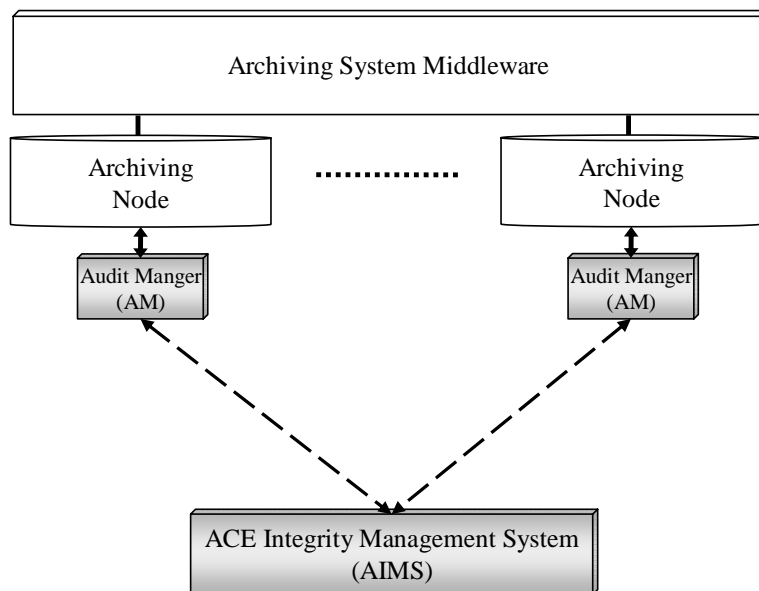 Archiving System Middleware
Archiving
Node
Archiving
Node
Audit Manger
(AM)
Audit Manger
(AM)
ACE Integrity Management System
(AIMS)